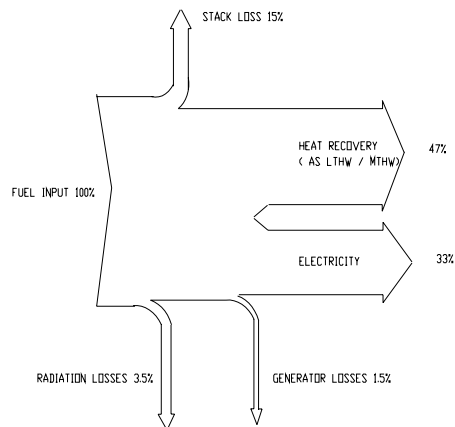 STACK LOSS 15%
HEAT RECOVERY
( AS LTHW / MTHW)
47%
FUEL INPUT 100%
ELECTRICITY
33%
RADIATION LOSSES 3.5%
GENERATOR LOSSES 1.5%